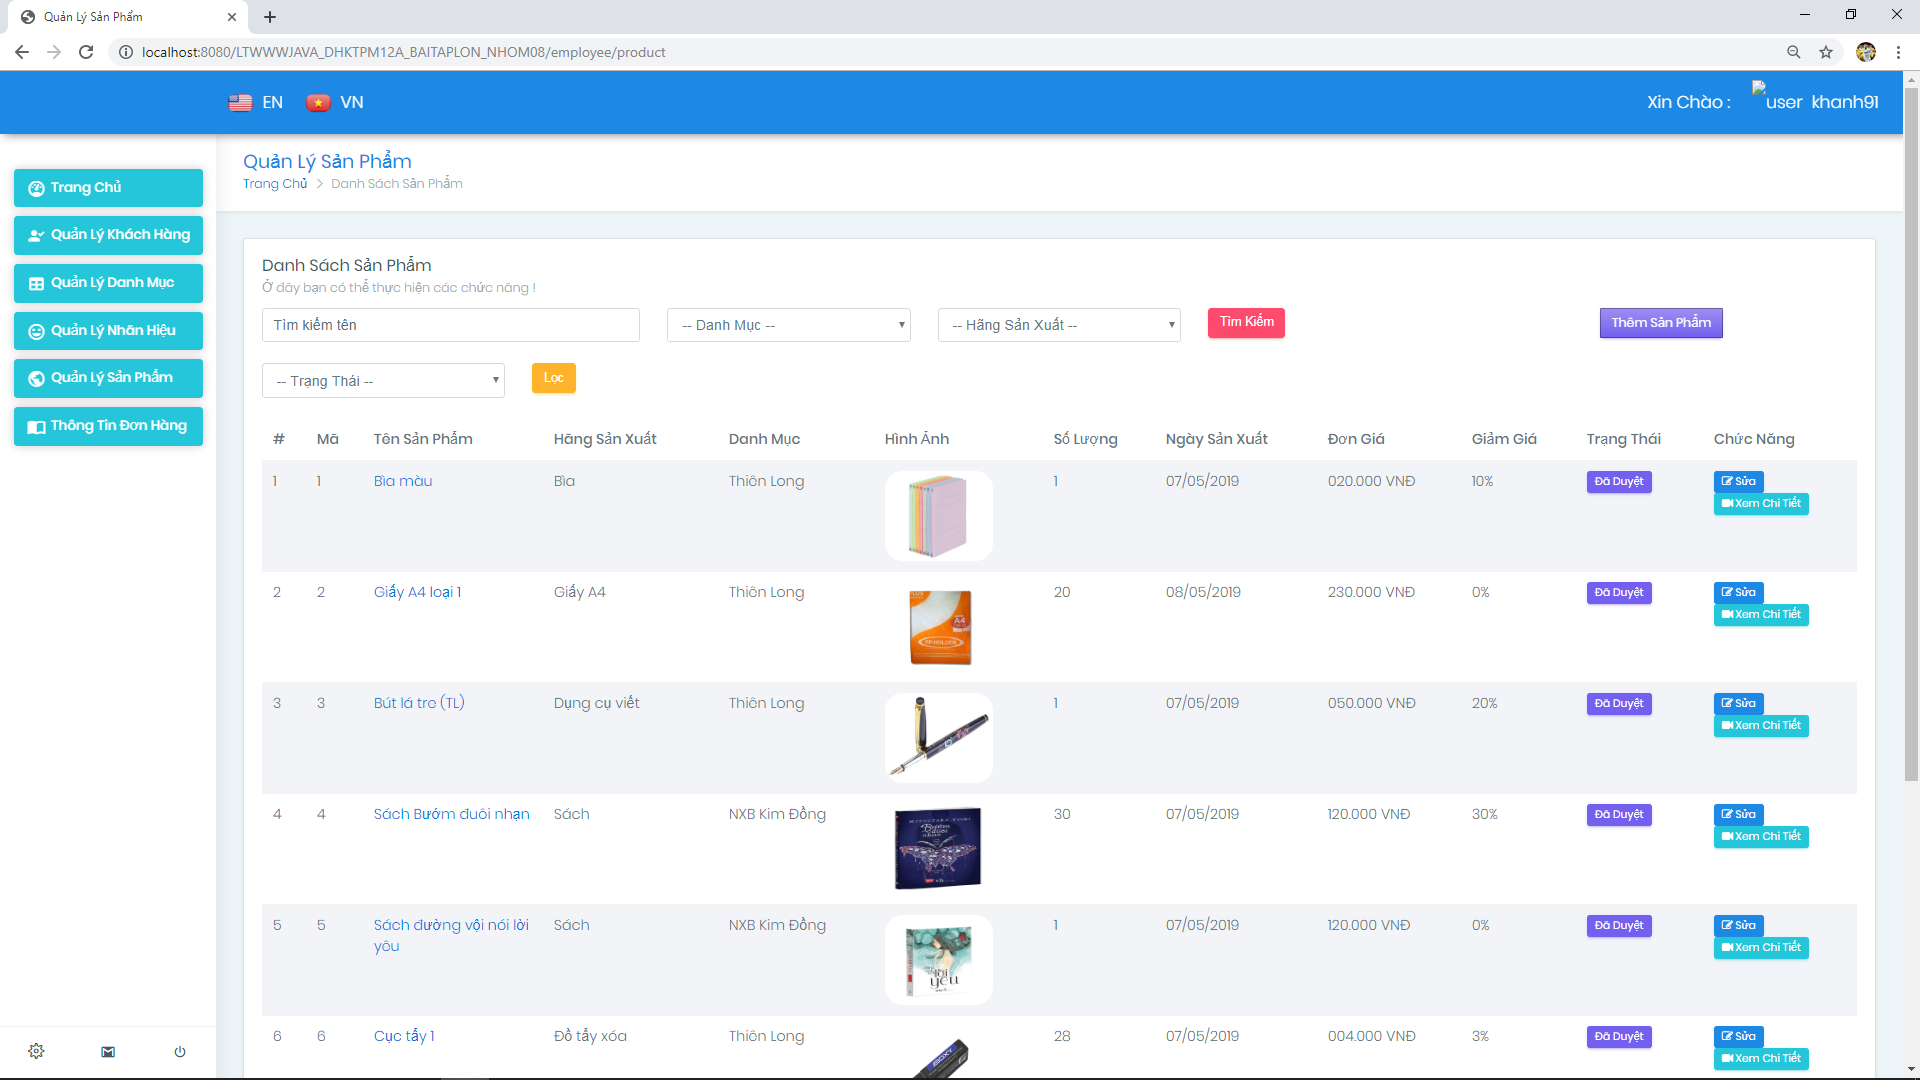 Quản Lý Sản Phẩm
localhost:8080/LTWWWJAVA_DHKTPM12A_BAITAPLON_NHOM08/employee/product
EN VN Xin Chào : user khanh91
Trang Chủ
Quản Lý Khách Hàng
Quản Lý Danh Mục
Quản Lý Nhãn Hiệu
Quản Lý Sản Phẩm
Thông Tin Đơn Hàng
Quản Lý Sản Phẩm
Trang Chủ > Danh Sách Sản Phẩm
Danh Sách Sản Phẩm
Ở đây bạn có thể thực hiện các chức năng !
Tìm kiếm tên -- Danh Mục -- -- Hãng Sản Xuất -- Tìm Kiếm Thêm Sản Phẩm
-- Trạng Thái -- Lọc
# Mã Tên Sản Phẩm Hãng Sản Xuất Danh Mục Hình Ảnh Số Lượng Ngày Sản Xuất Đơn Giá Giảm Giá Trạng Thái Chức Năng
1 1 Bìa màu Bìa Thiên Long 1 07/05/2019 020.000 VNĐ 10% Đã Duyệt Sửa
Xem Chi Tiết
2 2 Giấy A4 loại 1 Giấy A4 Thiên Long 20 08/05/2019 230.000 VNĐ 0% Đã Duyệt Sửa
Xem Chi Tiết
A4
3 3 Bút lá tre (TL) Dụng cụ viết Thiên Long 1 07/05/2019 050.000 VNĐ 20% Đã Duyệt Sửa
Xem Chi Tiết
4 4 Sách Bướm đuôi nhạn Sách NXB Kim Đồng 30 07/05/2019 120.000 VNĐ 30% Đã Duyệt Sửa
Xem Chi Tiết
Bướm
đuôi
nhạn
5 5 Sách đường vội nói lời Sách NXB Kim Đồng 1 07/05/2019 120.000 VNĐ 0% Đã Duyệt Sửa
yêu Xem Chi Tiết
lời
yêu
6 6 Cục tẩy 1 Đồ tẩy xóa Thiên Long 28 07/05/2019 004.000 VNĐ 3% Đã Duyệt Sửa
Xem Chi Tiết